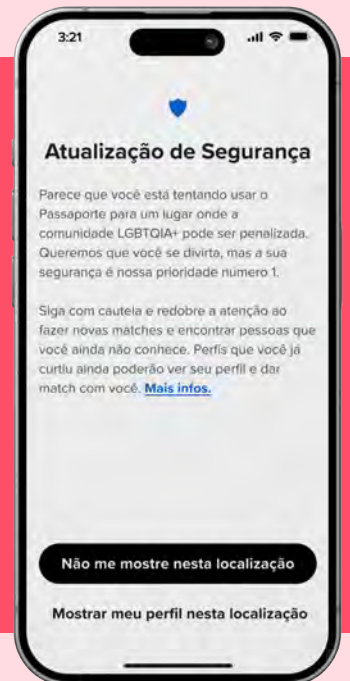 3:21
Atualização de Segurança
Parece que você está tentando usar o
Passaporte para um lugar onde a
comunidade LGBTQIA+ pode ser penalizada.
Queremos que você se divirta, mas a sua
segurança é nossa prioridade numero 1.
Siga com cautela e redobre a atenção ao
fazer novas matches e encontrar pessoas que
você ainda não conhece. Perfis que você já
curtiu ainda poderão ver seu perfil e dar
match com você. Mais infos.
Não me mostre nesta localização
Mostrar meu perfil nesta localização